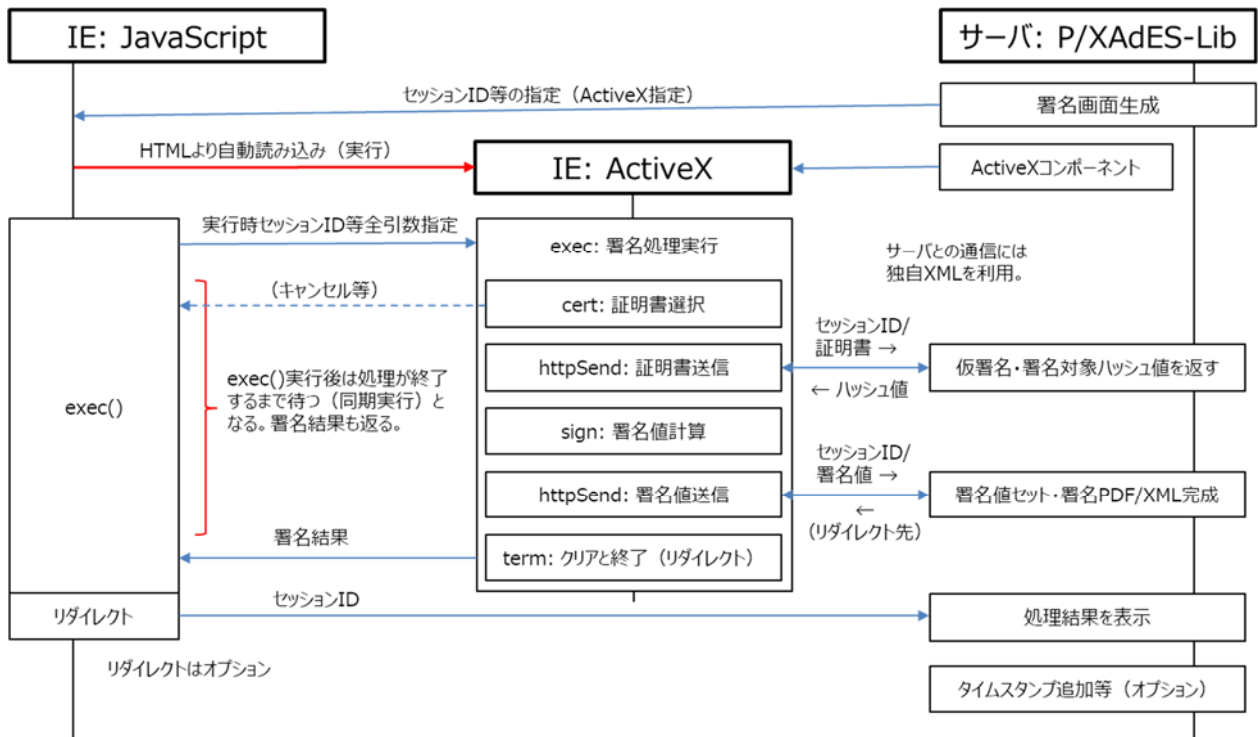 IE: JavaScript
サーバ: P/XAdES-Lib
セッションID等の指定（ActiveX指定）
署名画面生成
HTMLより自動読み込み（実行）
IE: ActiveX
ActiveXコンポーネント
実行時セッションID等全引数指定
exec: 署名処理実行
サーバとの通信には
独自XMLを利用。
（キャンセル等）
cert: 証明書選択
セッションID/
証明書 →
httpSend: 証明書送信
仮署名・署名対象ハッシュ値を返す
← ハッシュ値
exec()実行後は処理が終了
するまで待つ（同期実行）と
なる。署名結果も返る。
exec()
sign: 署名値計算
セッションID/
署名値 →
httpSend: 署名値送信
署名値セット・署名PDF/XML完成
←
（リダイレクト先）
署名結果
term: クリアと終了（リダイレクト）
セッションID
リダイレクト
処理結果を表示
リダイレクトはオプション
タイムスタンプ追加等（オプション）